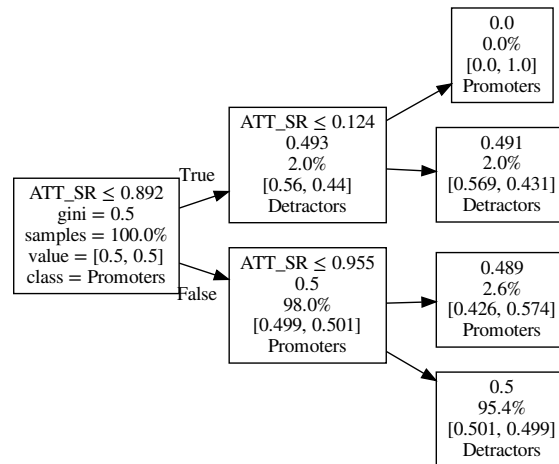 ATT_SR ≤ 0.892
gini = 0.5
samples = 100.0%
value = [0.5, 0.5]
class = Promoters
True
False
ATT_SR ≤ 0.124
0.493
2.0%
[0.56, 0.44]
Detractors
ATT_SR ≤ 0.955
0.5
98.0%
[0.499, 0.501]
Promoters
0.0
0.0%
[0.0, 1.0]
Promoters
0.491
2.0%
[0.569, 0.431]
Detractors
0.489
2.6%
[0.426, 0.574]
Promoters
0.5
95.4%
[0.501, 0.499]
Detractors